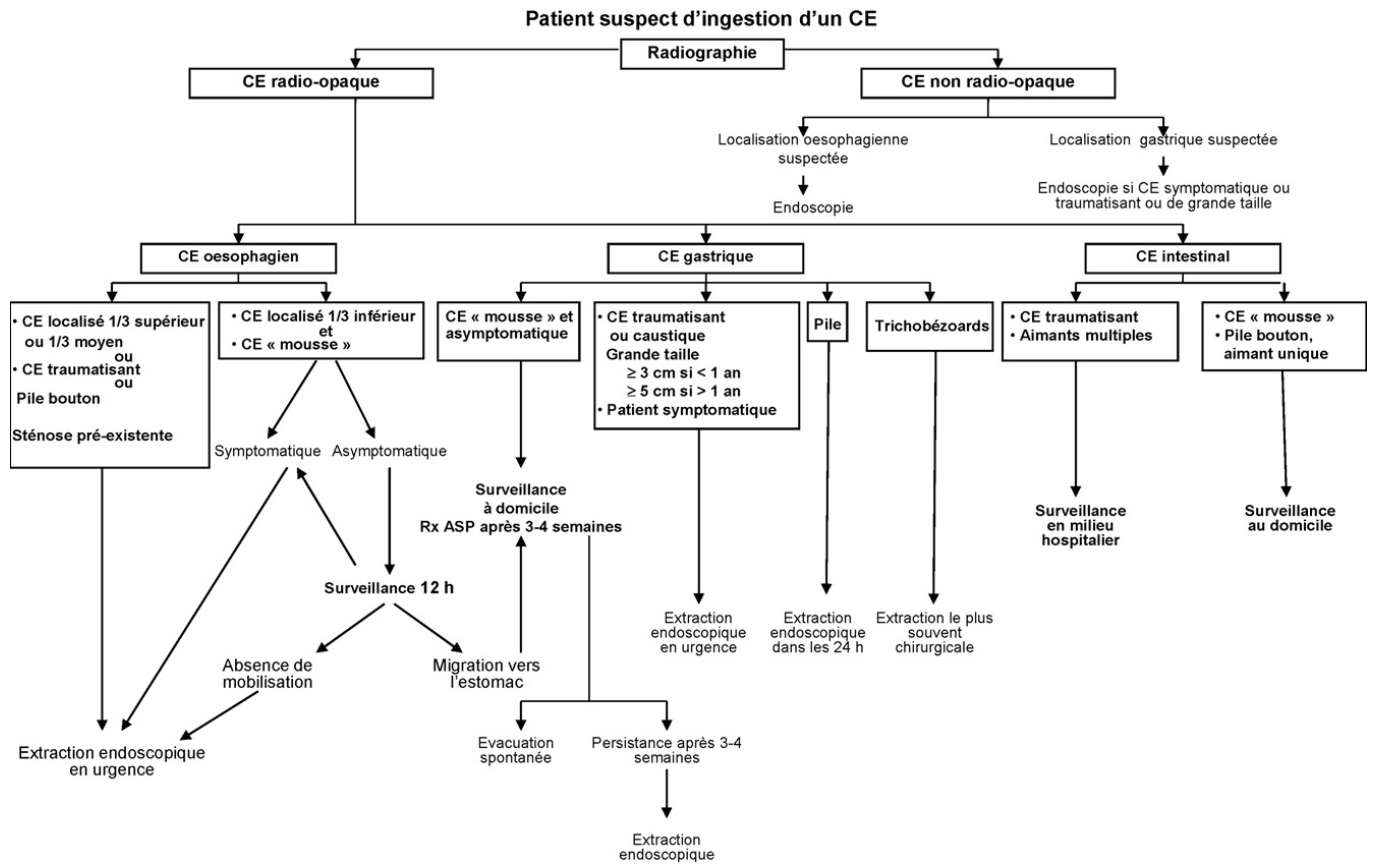 Patient suspect d'ingestion d'un CE
Radiographie
CE radio-opaque
CE non radio-opaque
Localisation oesophagienne
suspectée
Endoscopie
Localisation gastrique suspectée
Endoscopie si CE symptomatique ou
traumatisant ou de grande taille
CE oesophagien
CE gastrique
CE intestinal
• CE localisé 1/3 supérieur
ou 1/3 moyen
ou
• CE traumatisant
ou
Pile bouton
Sténose pré-existente
• CE localisé 1/3 inférieur
et
• CE « mousse »
CE « mousse » et
asymptomatique
• CE traumatisant
ou caustique
Grande taille
≥ 3 cm si < 1 an
≥ 5 cm si > 1 an
• Patient symptomatique
Pile
Trichobézoards
• CE traumatisant
• Aimants multiples
• CE « mousse »
• Pile bouton,
aimant unique
Symptomatique
Asymptomatique
Surveillance
à domicile
Rx ASP après 3-4 semaines
Surveillance
en milieu
hospitalier
Surveillance
au domicile
Surveillance 12 h
Extraction
endoscopique
en urgence
Extraction
endoscopique
dans les 24 h
Extraction le plus
souvent
chirurgicale
Absence de
mobilisation
Migration vers
l'estomac
Extraction endoscopique
en urgence
Evacuation
spontanée
Persistance après 3-4
semaines
Extraction
endoscopique